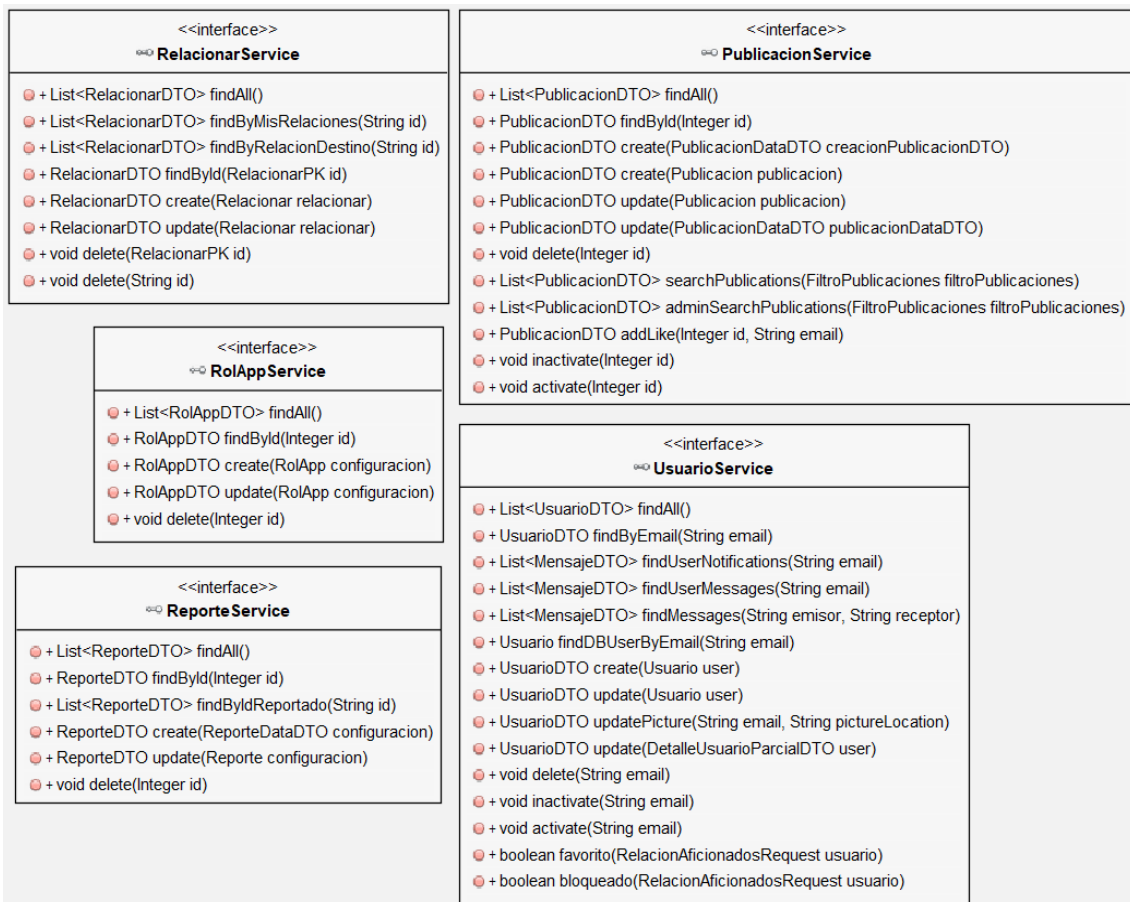 <<interface>>
RelacionarService
+ List<RelacionarDTO> findAll()
+ List<RelacionarDTO> findByMisRelaciones(String id)
+ List<RelacionarDTO> findByRelacionDestino(String id)
+ RelacionarDTO findById(RelacionarPK id)
+ RelacionarDTO create(Relacionar relacionar)
+ RelacionarDTO update(Relacionar relacionar)
+ void delete(RelacionarPK id)
+ void delete(String id)
<<interface>>
PublicacionService
+ List<PublicacionDTO> findAll()
+ PublicacionDTO findById(Integer id)
+ PublicacionDTO create(PublicacionDataDTO creacionPublicacionDTO)
+ PublicacionDTO create(Publicacion publicacion)
+ PublicacionDTO update(Publicacion publicacion)
+ PublicacionDTO update(PublicacionDataDTO publicacionDataDTO)
+ void delete(Integer id)
+ List<PublicacionDTO> searchPublications(FiltroPublicaciones filtroPublicaciones)
+ List<PublicacionDTO> adminSearchPublications(FiltroPublicaciones filtroPublicaciones)
+ PublicacionDTO addLike(Integer id, String email)
+ void inactivate(Integer id)
+ void activate(Integer id)
<<interface>>
RolAppService
+ List<RolAppDTO> findAll()
+ RolAppDTO findById(Integer id)
+ RolAppDTO create(RolApp configuracion)
+ RolAppDTO update(RolApp configuracion)
+ void delete(Integer id)
<<interface>>
UsuarioService
+ List<UsuarioDTO> findAll()
+ UsuarioDTO findByEmail(String email)
+ List<MensajeDTO> findUserNotifications(String email)
+ List<MensajeDTO> findUserMessages(String email)
+ List<MensajeDTO> findMessages(String emisor, String receptor)
+ Usuario findDBUserByEmail(String email)
+ UsuarioDTO create(Usuario user)
+ UsuarioDTO update(Usuario user)
+ UsuarioDTO updatePicture(String email, String pictureLocation)
+ UsuarioDTO update(DetalleUsuarioParcialDTO user)
+ void delete(String email)
+ void inactivate(String email)
+ void activate(String email)
+ boolean favorito(RelacionAficionadosRequest usuario)
+ boolean bloqueado(RelacionAficionadosRequest usuario)
<<interface>>
ReporteService
+ List<ReporteDTO> findAll()
+ ReporteDTO findById(Integer id)
+ List<ReporteDTO> findByIdReportado(String id)
+ ReporteDTO create(ReporteDataDTO configuracion)
+ ReporteDTO update(Reporte configuracion)
+ void delete(Integer id)